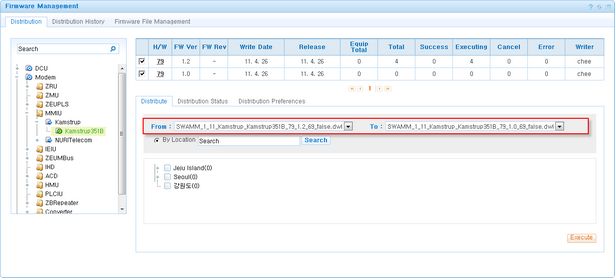 Firmware Management
Distribution Distribution History Firmware File Management
Search
DCU
Modem
ZRU
ZMU
ZEUPLS
MMIU
Kamstrup
Kamstrup351B
NURITelecom
IEIU
ZEUMBus
IHD
ACD
HMU
PLCIU
ZBRepeater
Converter
H/W FW Ver FW Rev Write Date Release Equip Total Total Success Executing Cancel Error Writer
79 1.2 - 11. 4. 26 11. 4. 26 0 4 0 4 0 0 chee
79 1.0 - 11. 4. 26 11. 4. 26 0 0 0 0 0 0 chee
1
Distribute Distribution Status Distribution Preferences
From : SWAMM_1_11_Kamstrup_Kamstrup351B_79_1.2_69_false.dwl To : SWAMM_1_11_Kamstrup_Kamstrup351B_79_1.0_69_false.dwl
By Location Search Search
Jeju Island(0)
Seoul(0)
강원도(0)
Execute